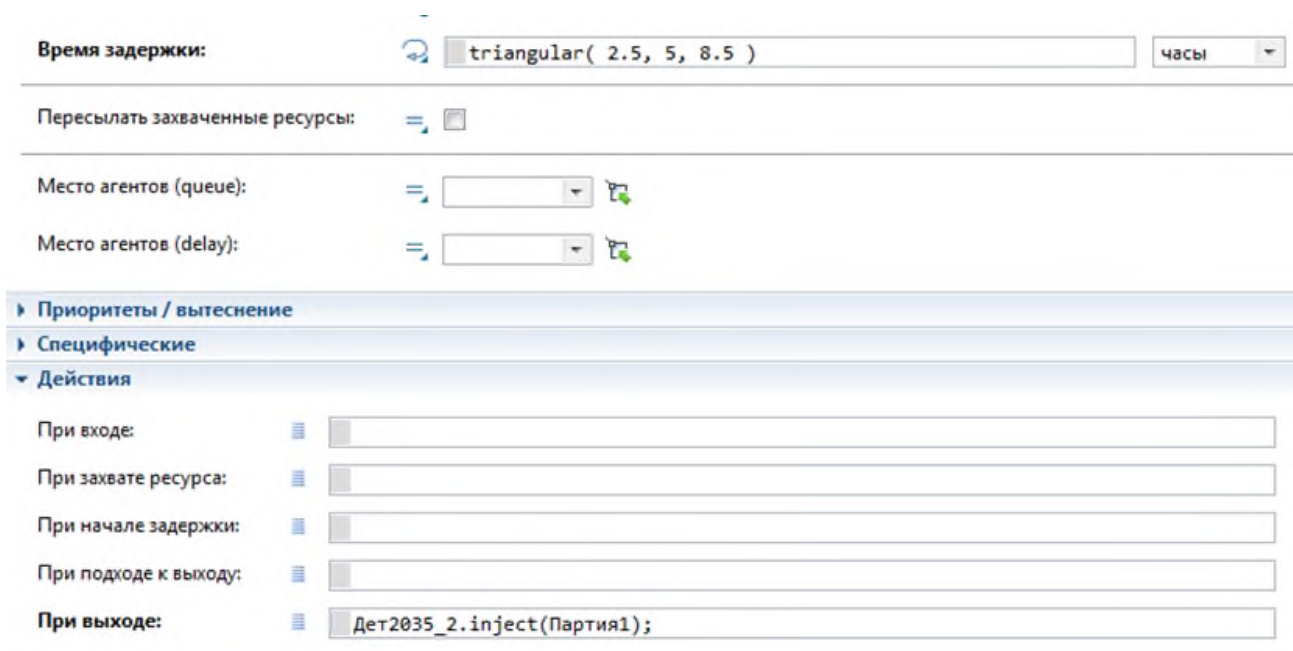 Время задержки: triangular( 2.5, 5, 8.5 ) часы
Пересылать захваченные ресурсы:
Место агентов (queue):
Место агентов (delay):
Приоритеты / вытеснение
Специфические
Действия
При входе:
При захвате ресурса:
При начале задержки:
При подходе к выходу:
При выходе: Дет2035_2.inject(Партия1);